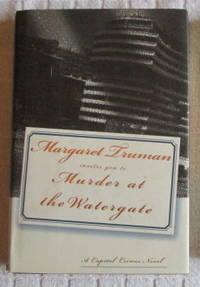 Margaret Truman
invites you to
Murder at
the Watergate
A Capital Crimes Novel